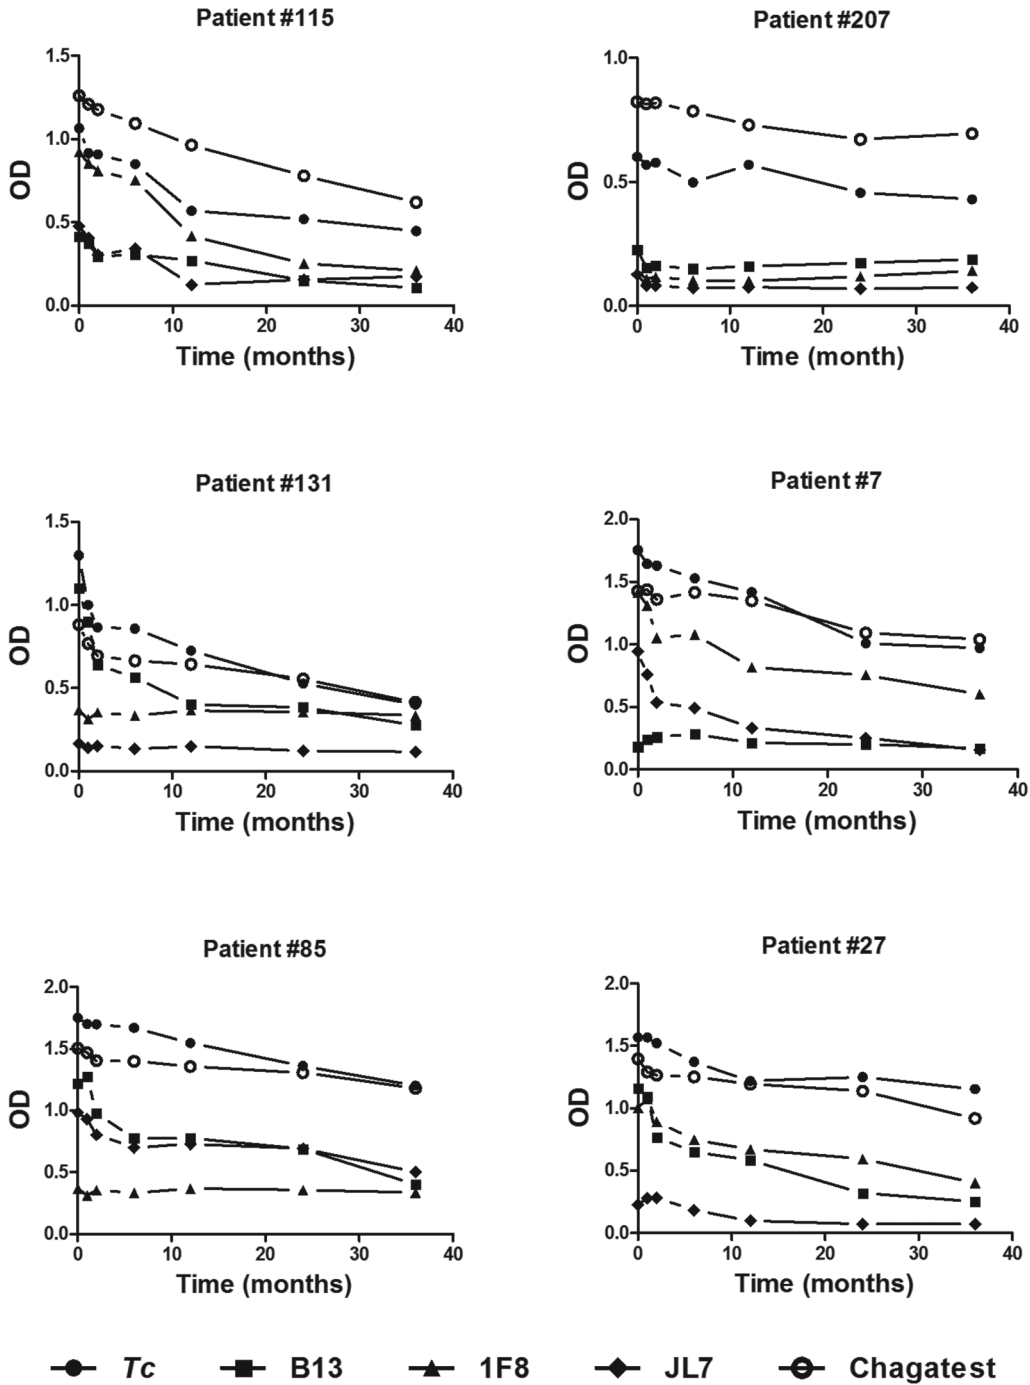 Patient #115
1.5
1.0
0.5
0.0
OD
0 10 20 30 40
Time (months)
Patient #207
1.0
0.5
0.0
OD
0 10 20 30 40
Time (month)
Patient #131
1.5
1.0
0.5
0.0
OD
0 10 20 30 40
Time (months)
Patient #7
2.0
1.5
1.0
0.5
0.0
OD
0 10 20 30 40
Time (months)
Patient #85
2.0
1.5
1.0
0.5
0.0
OD
0 10 20 30 40
Time (months)
Patient #27
2.0
1.5
1.0
0.5
0.0
OD
0 10 20 30 40
Time (months)
Tc B13 1F8 JL7 Chagatest